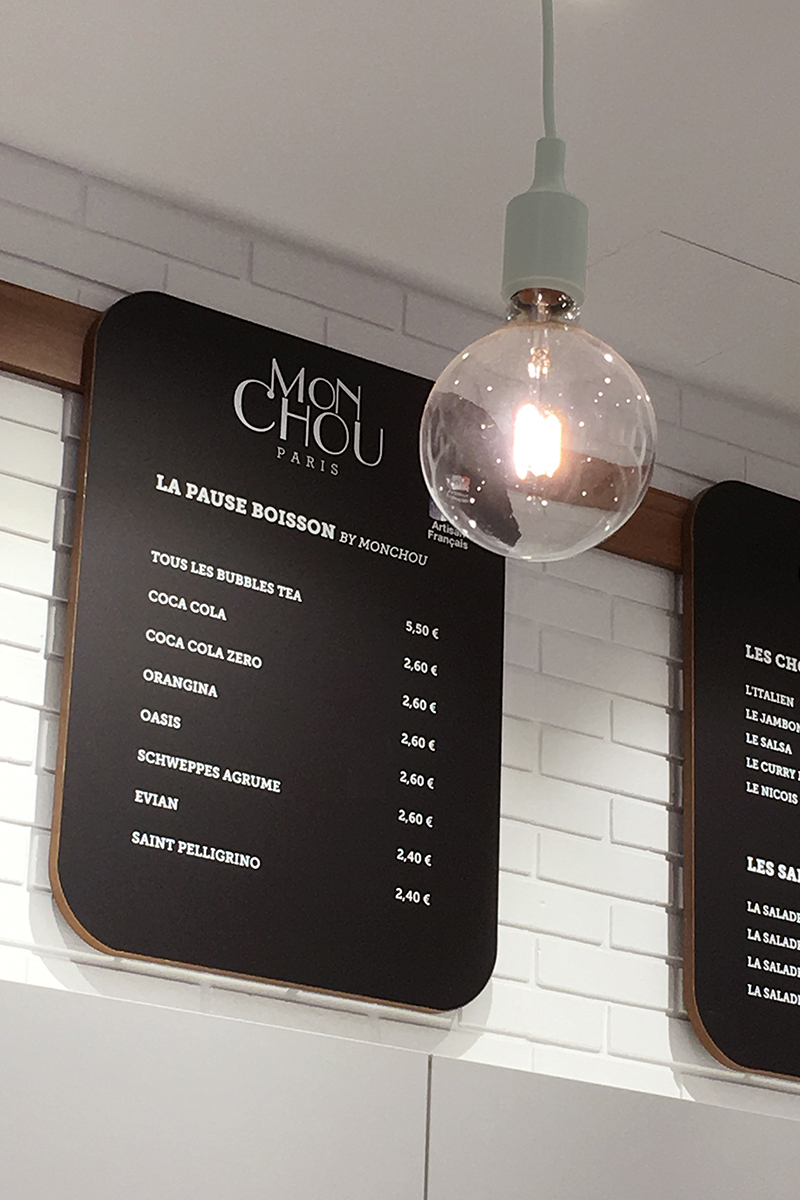 MON
CHOU
PARIS
LA PAUSE BOISSON BY MONCHOU
Artisan
Français
TOUS LES BUBBLES TEA 5,50 €
COCA COLA 2,60 €
COCA COLA ZERO 2,60 €
ORANGINA 2,60 €
OASIS 2,60 €
SCHWEPPES AGRUME 2,60 €
EVIAN 2,40 €
SAINT PELLIGRINO 2,40 €
LES
L'ITALIEN
LE JAMBON
LE SALSA
LE CURRY
LE NICOIS
LES
LA SALADE
LA SALADE
LA SALADE
LA SALADE